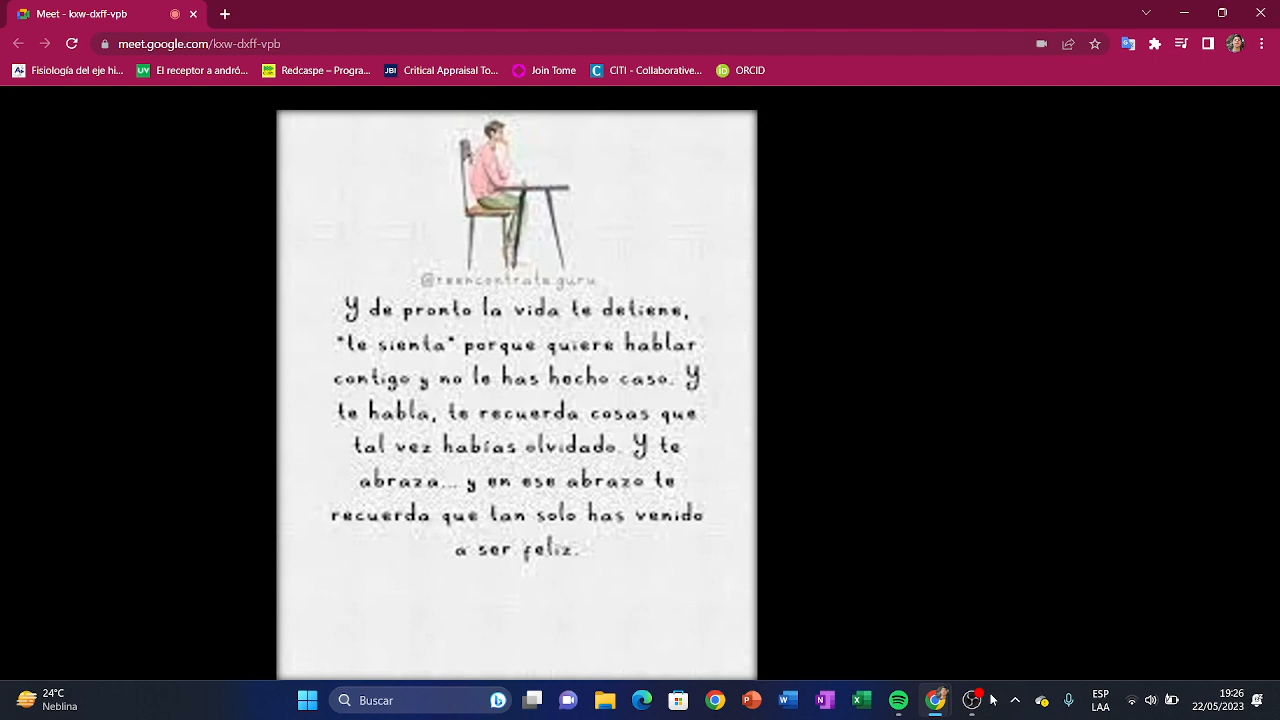 Meet - kxw-dxff-vpb
meet.google.com/kxw-dxff-vpb
Fisiología del eje hi... El receptor a andró... Redcaspe – Progra... Critical Appraisal To... Join Tome CITI - Collaborative... ORCID
@reencontrate.guru
Y de pronto la vida te detiene,
"te sienta" porque quiere hablar
contigo y no le has hecho caso. Y
te habla, te recuerda cosas que
tal vez habías olvidado. Y te
abraza... y en ese abrazo te
recuerda que tan solo has venido
a ser feliz.
24°C
Neblina
Buscar
ESP
LAA
22/05/2023